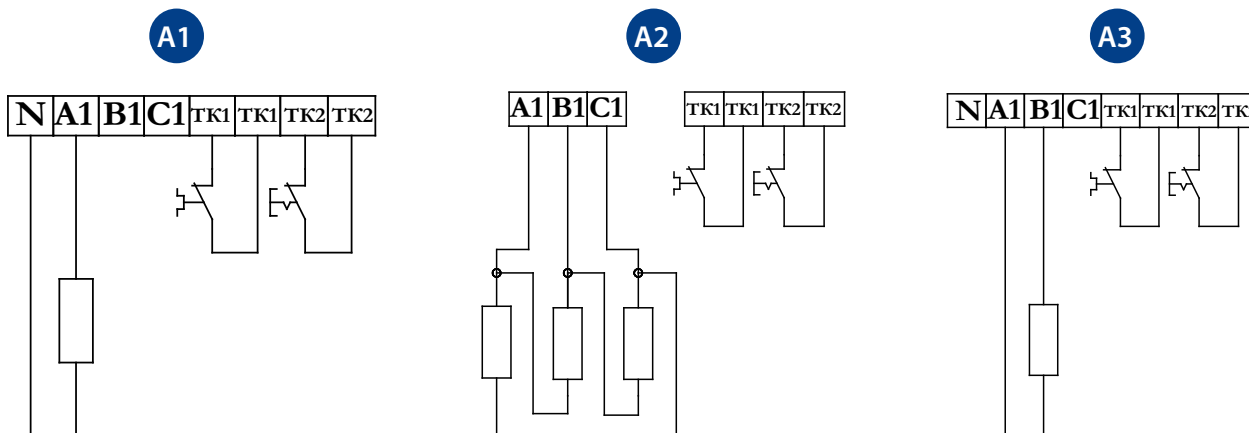 A1
A2
A3
N A1 B1 C1 TK1 TK1 TK2 TK2
A1 B1 C1
TK1 TK1 TK2 TK2
N A1 B1 C1 TK1 TK1 TK2 TK2